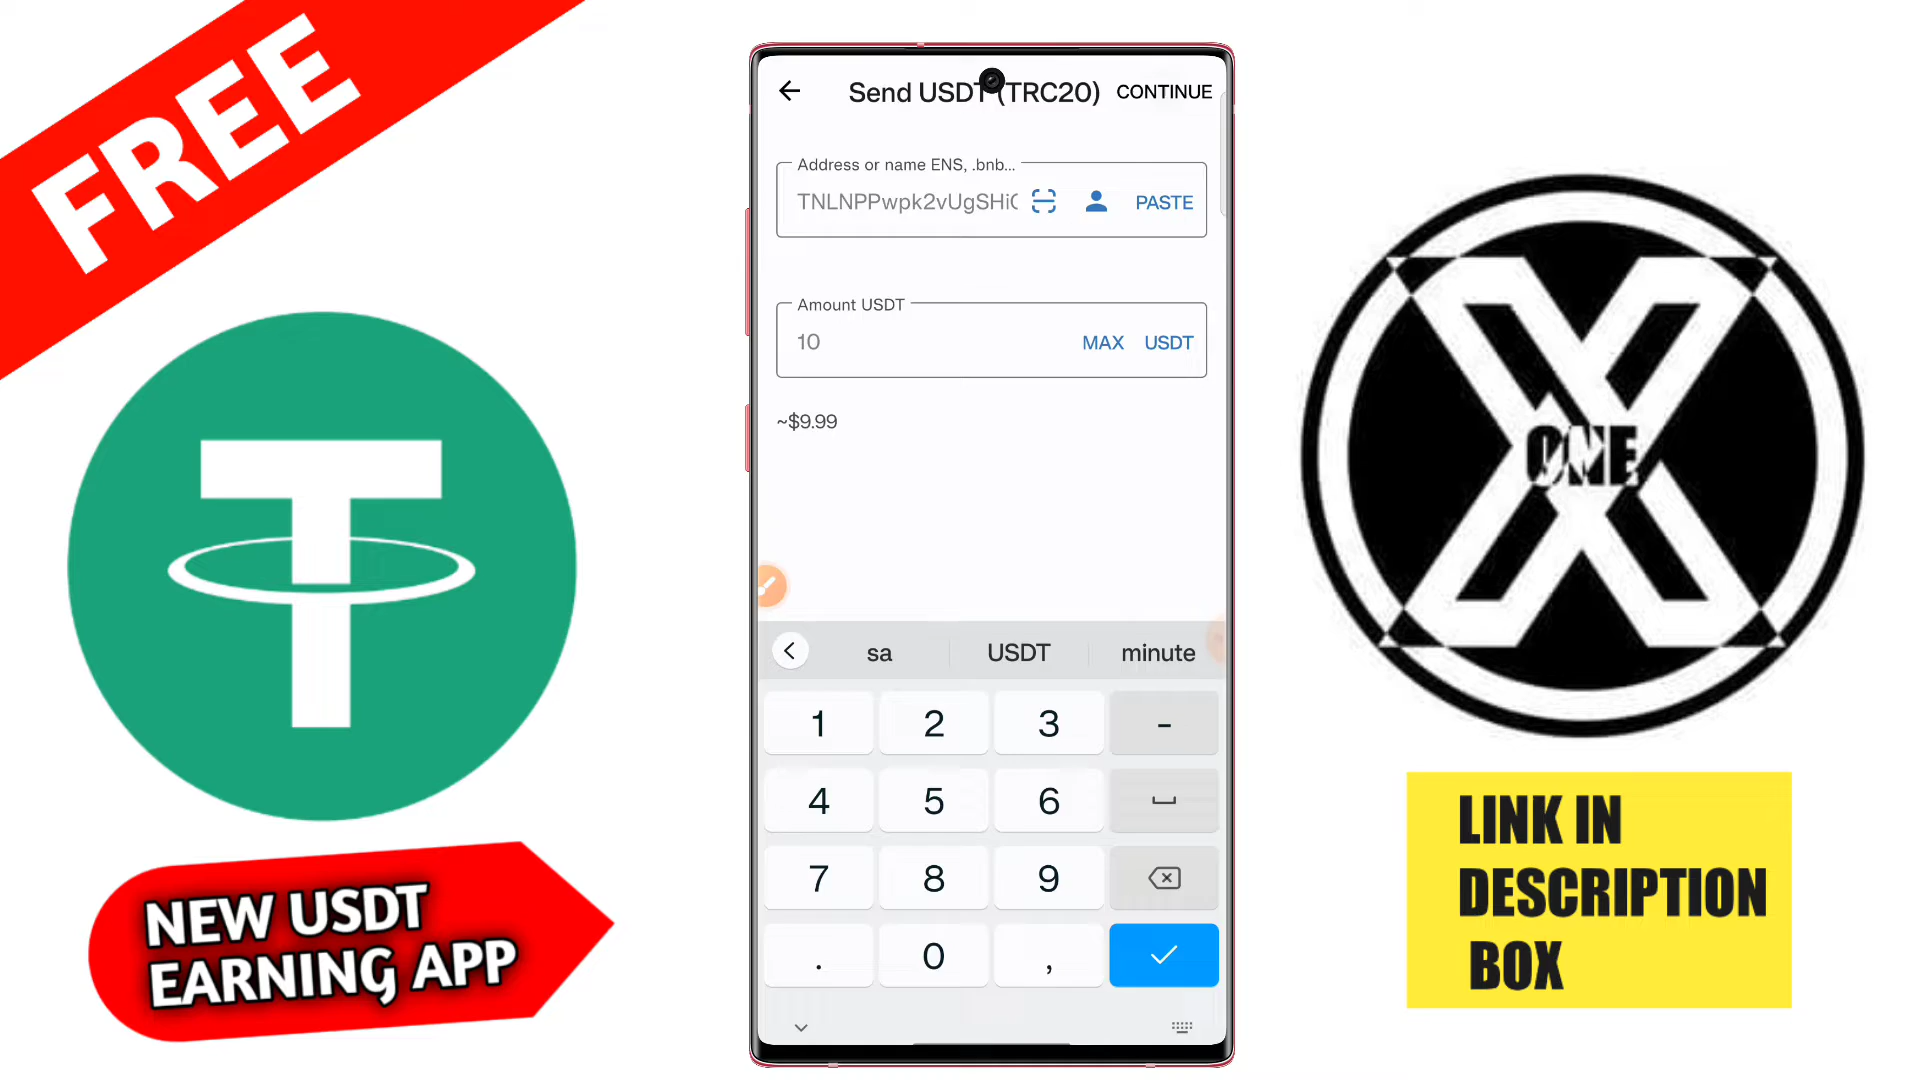 FREE
Send USDT (TRC20) CONTINUE
Address or name ENS, .bnb...
TNLNPPwpk2vUgSHi PASTE
Amount USDT
10 MAX USDT
~$9.99
sa USDT minute
1 2 3 -
4 5 6
7 8 9
. 0 ,
NEW USDT
EARNING APP
X
ONE
LINK IN
DESCRIPTION
BOX